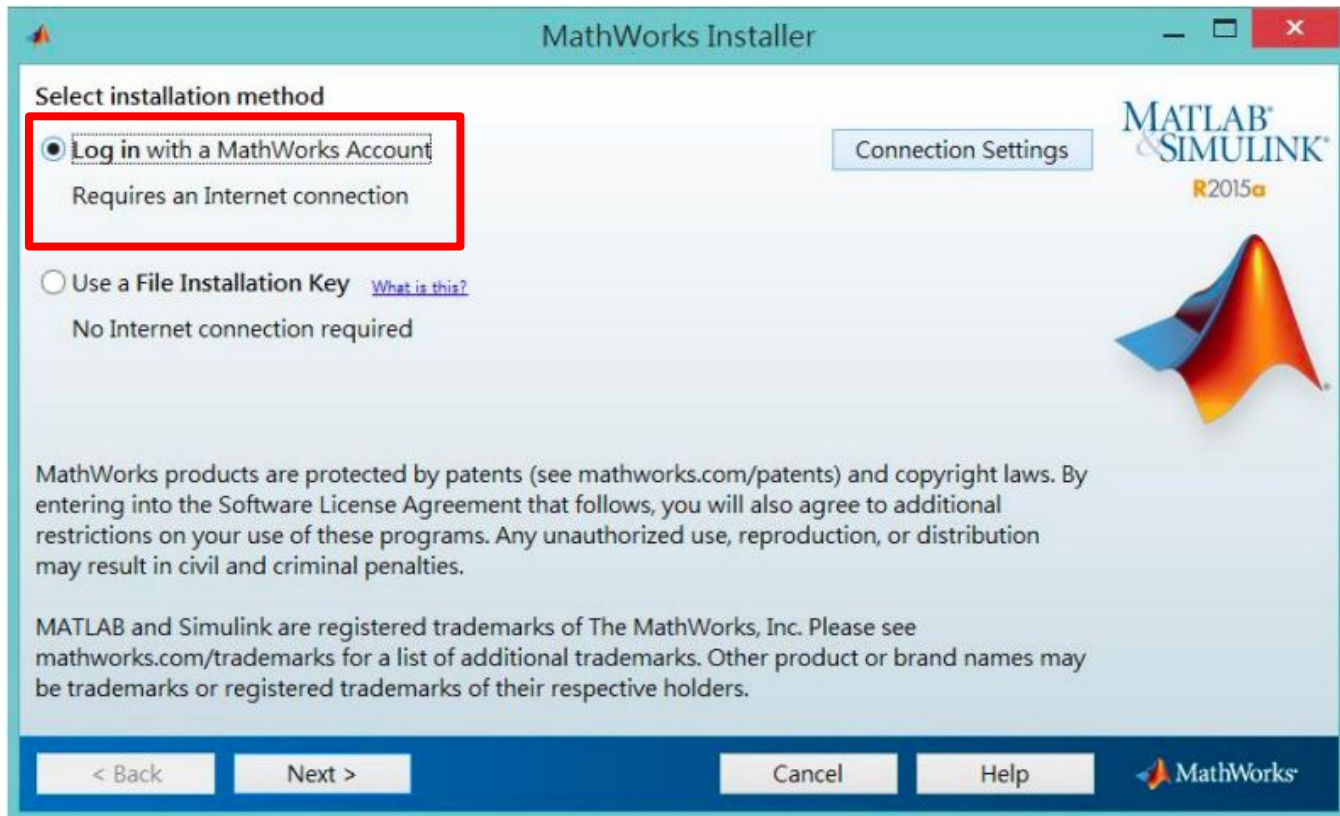 MathWorks Installer
Select installation method
Log in with a MathWorks Account
Connection Settings
Requires an Internet connection
Use a File Installation Key What is this?
No Internet connection required
MATLAB®
&SIMULINK®
R2015a
MathWorks products are protected by patents (see mathworks.com/patents) and copyright laws. By
entering into the Software License Agreement that follows, you will also agree to additional
restrictions on your use of these programs. Any unauthorized use, reproduction, or distribution
may result in civil and criminal penalties.
MATLAB and Simulink are registered trademarks of The MathWorks, Inc. Please see
mathworks.com/trademarks for a list of additional trademarks. Other product or brand names may
be trademarks or registered trademarks of their respective holders.
< Back Next > Cancel Help MathWorks®